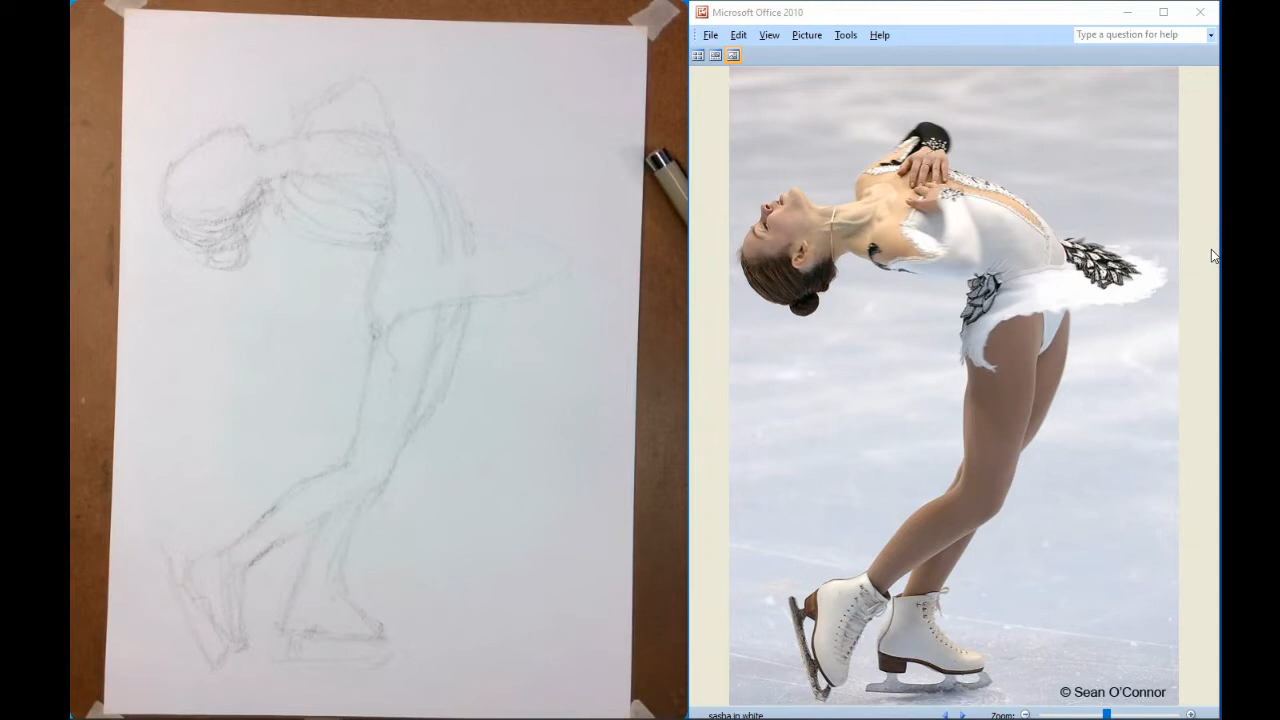 Microsoft Office 2010
File Edit View Picture Tools Help
Type a question for help
© Sean O'Connor
sasha in white
Zoom: